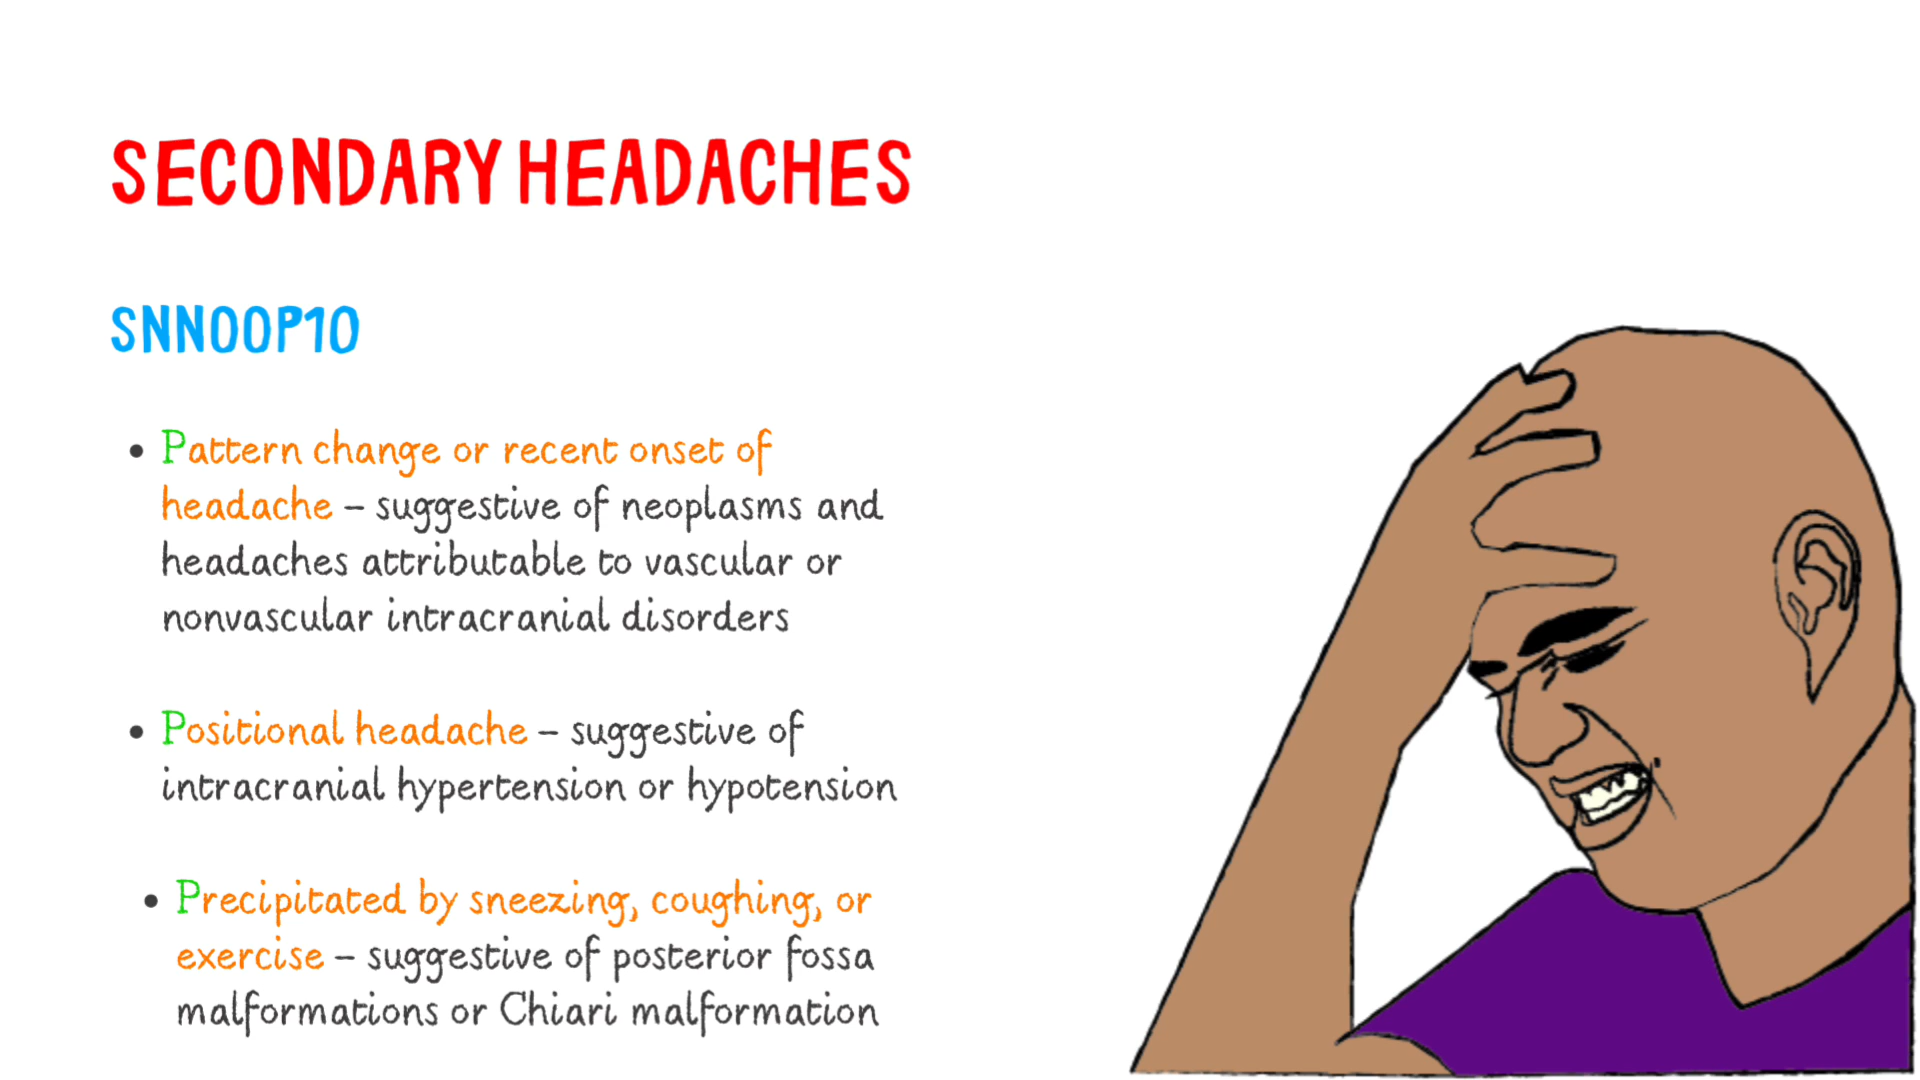 SECONDARY HEADACHES
SNNOOP10
• Pattern change or recent onset of
headache – suggestive of neoplasms and
headaches attributable to vascular or
nonvascular intracranial disorders
• Positional headache – suggestive of
intracranial hypertension or hypotension
• Precipitated by sneezing, coughing, or
exercise – suggestive of posterior fossa
malformations or Chiari malformation